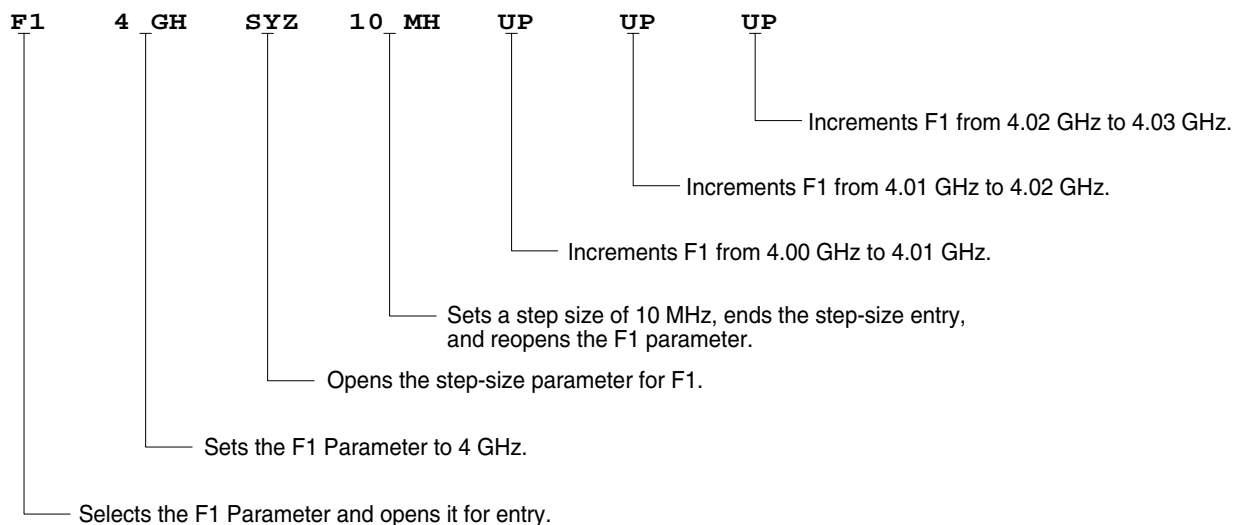 F1 4 GH SYZ 10 MH UP UP UP
Increments F1 from 4.02 GHz to 4.03 GHz.
Increments F1 from 4.01 GHz to 4.02 GHz.
Increments F1 from 4.00 GHz to 4.01 GHz.
Sets a step size of 10 MHz, ends the step-size entry,
and reopens the F1 parameter.
Opens the step-size parameter for F1.
Sets the F1 Parameter to 4 GHz.
Selects the F1 Parameter and opens it for entry.